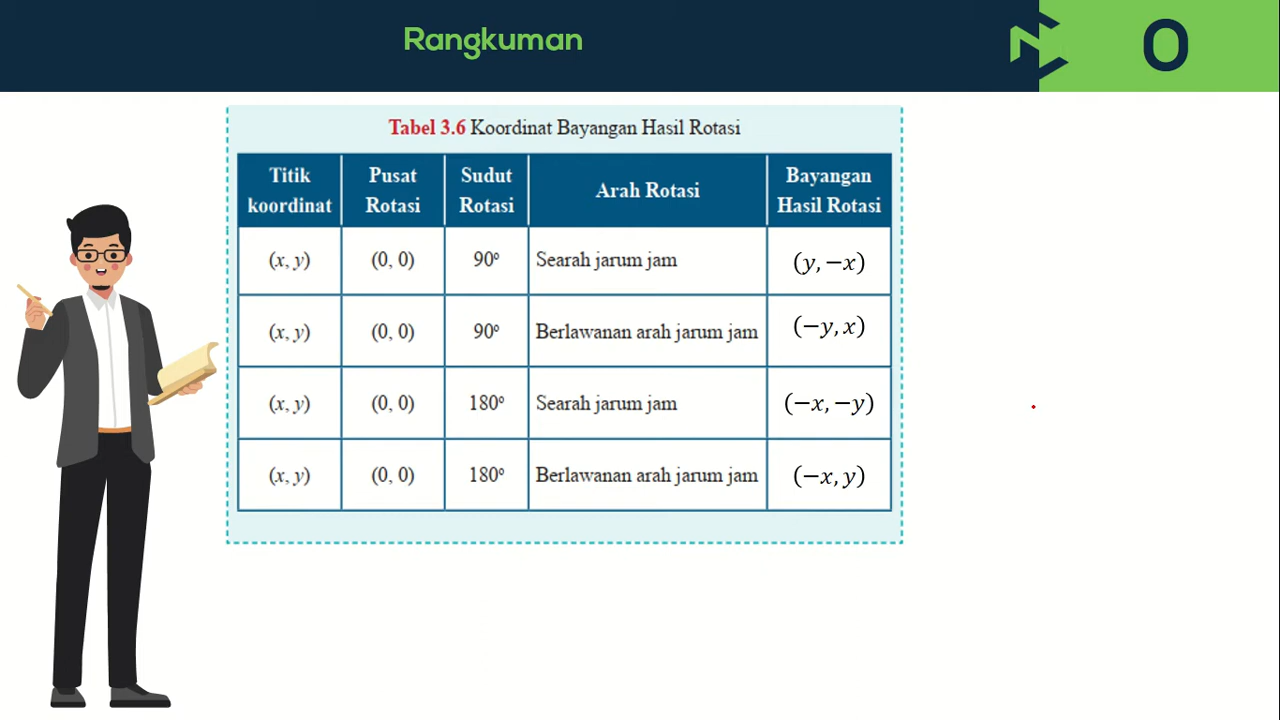 Rangkuman
O
Tabel 3.6 Koordinat Bayangan Hasil Rotasi
Titik koordinat | Pusat Rotasi | Sudut Rotasi | Arah Rotasi | Bayangan Hasil Rotasi
(x, y) | (0, 0) | 90° | Searah jarum jam | (y, −x)
(x, y) | (0, 0) | 90° | Berlawanan arah jarum jam | (−y, x)
(x, y) | (0, 0) | 180° | Searah jarum jam | (−x, −y)
(x, y) | (0, 0) | 180° | Berlawanan arah jarum jam | (−x, y)